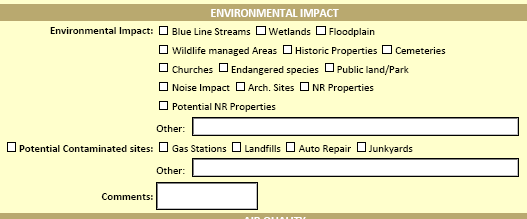 ENVIRONMENTAL IMPACT
Environmental Impact: Blue Line Streams Wetlands Floodplain
Wildlife managed Areas Historic Properties Cemeteries
Churches Endangered species Public land/Park
Noise Impact Arch. Sites NR Properties
Potential NR Properties
Other:
Potential Contaminated sites: Gas Stations Landfills Auto Repair Junkyards
Other:
Comments:
AIR QUALITY